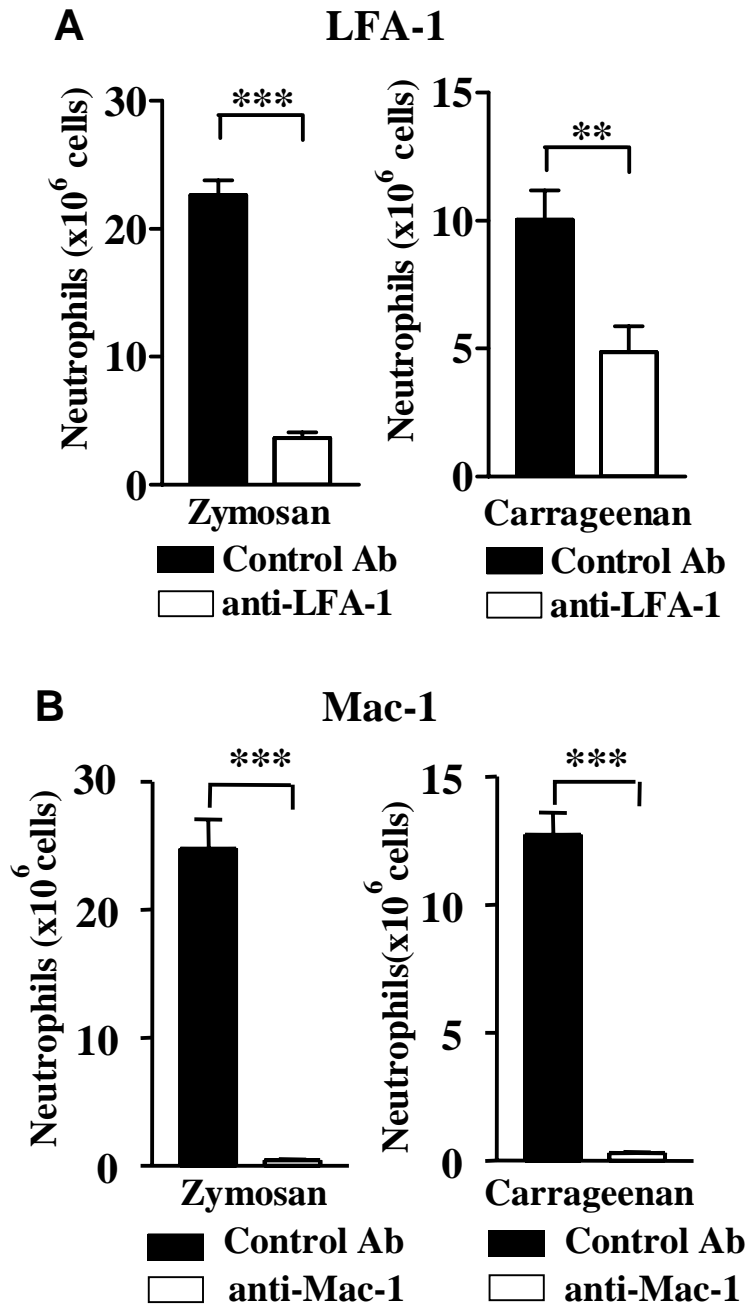 A
LFA-1
Neutrophils (x10^6 cells)
30
20
10
0
***
Zymosan
Control Ab
anti-LFA-1
Neutrophils (x10^6 cells)
15
10
5
0
**
Carrageenan
Control Ab
anti-LFA-1
B
Mac-1
Neutrophils (x10^6 cells)
30
20
10
0
***
Zymosan
Control Ab
anti-Mac-1
Neutrophils(x10^6 cells)
15
10
5
0
***
Carrageenan
Control Ab
anti-Mac-1